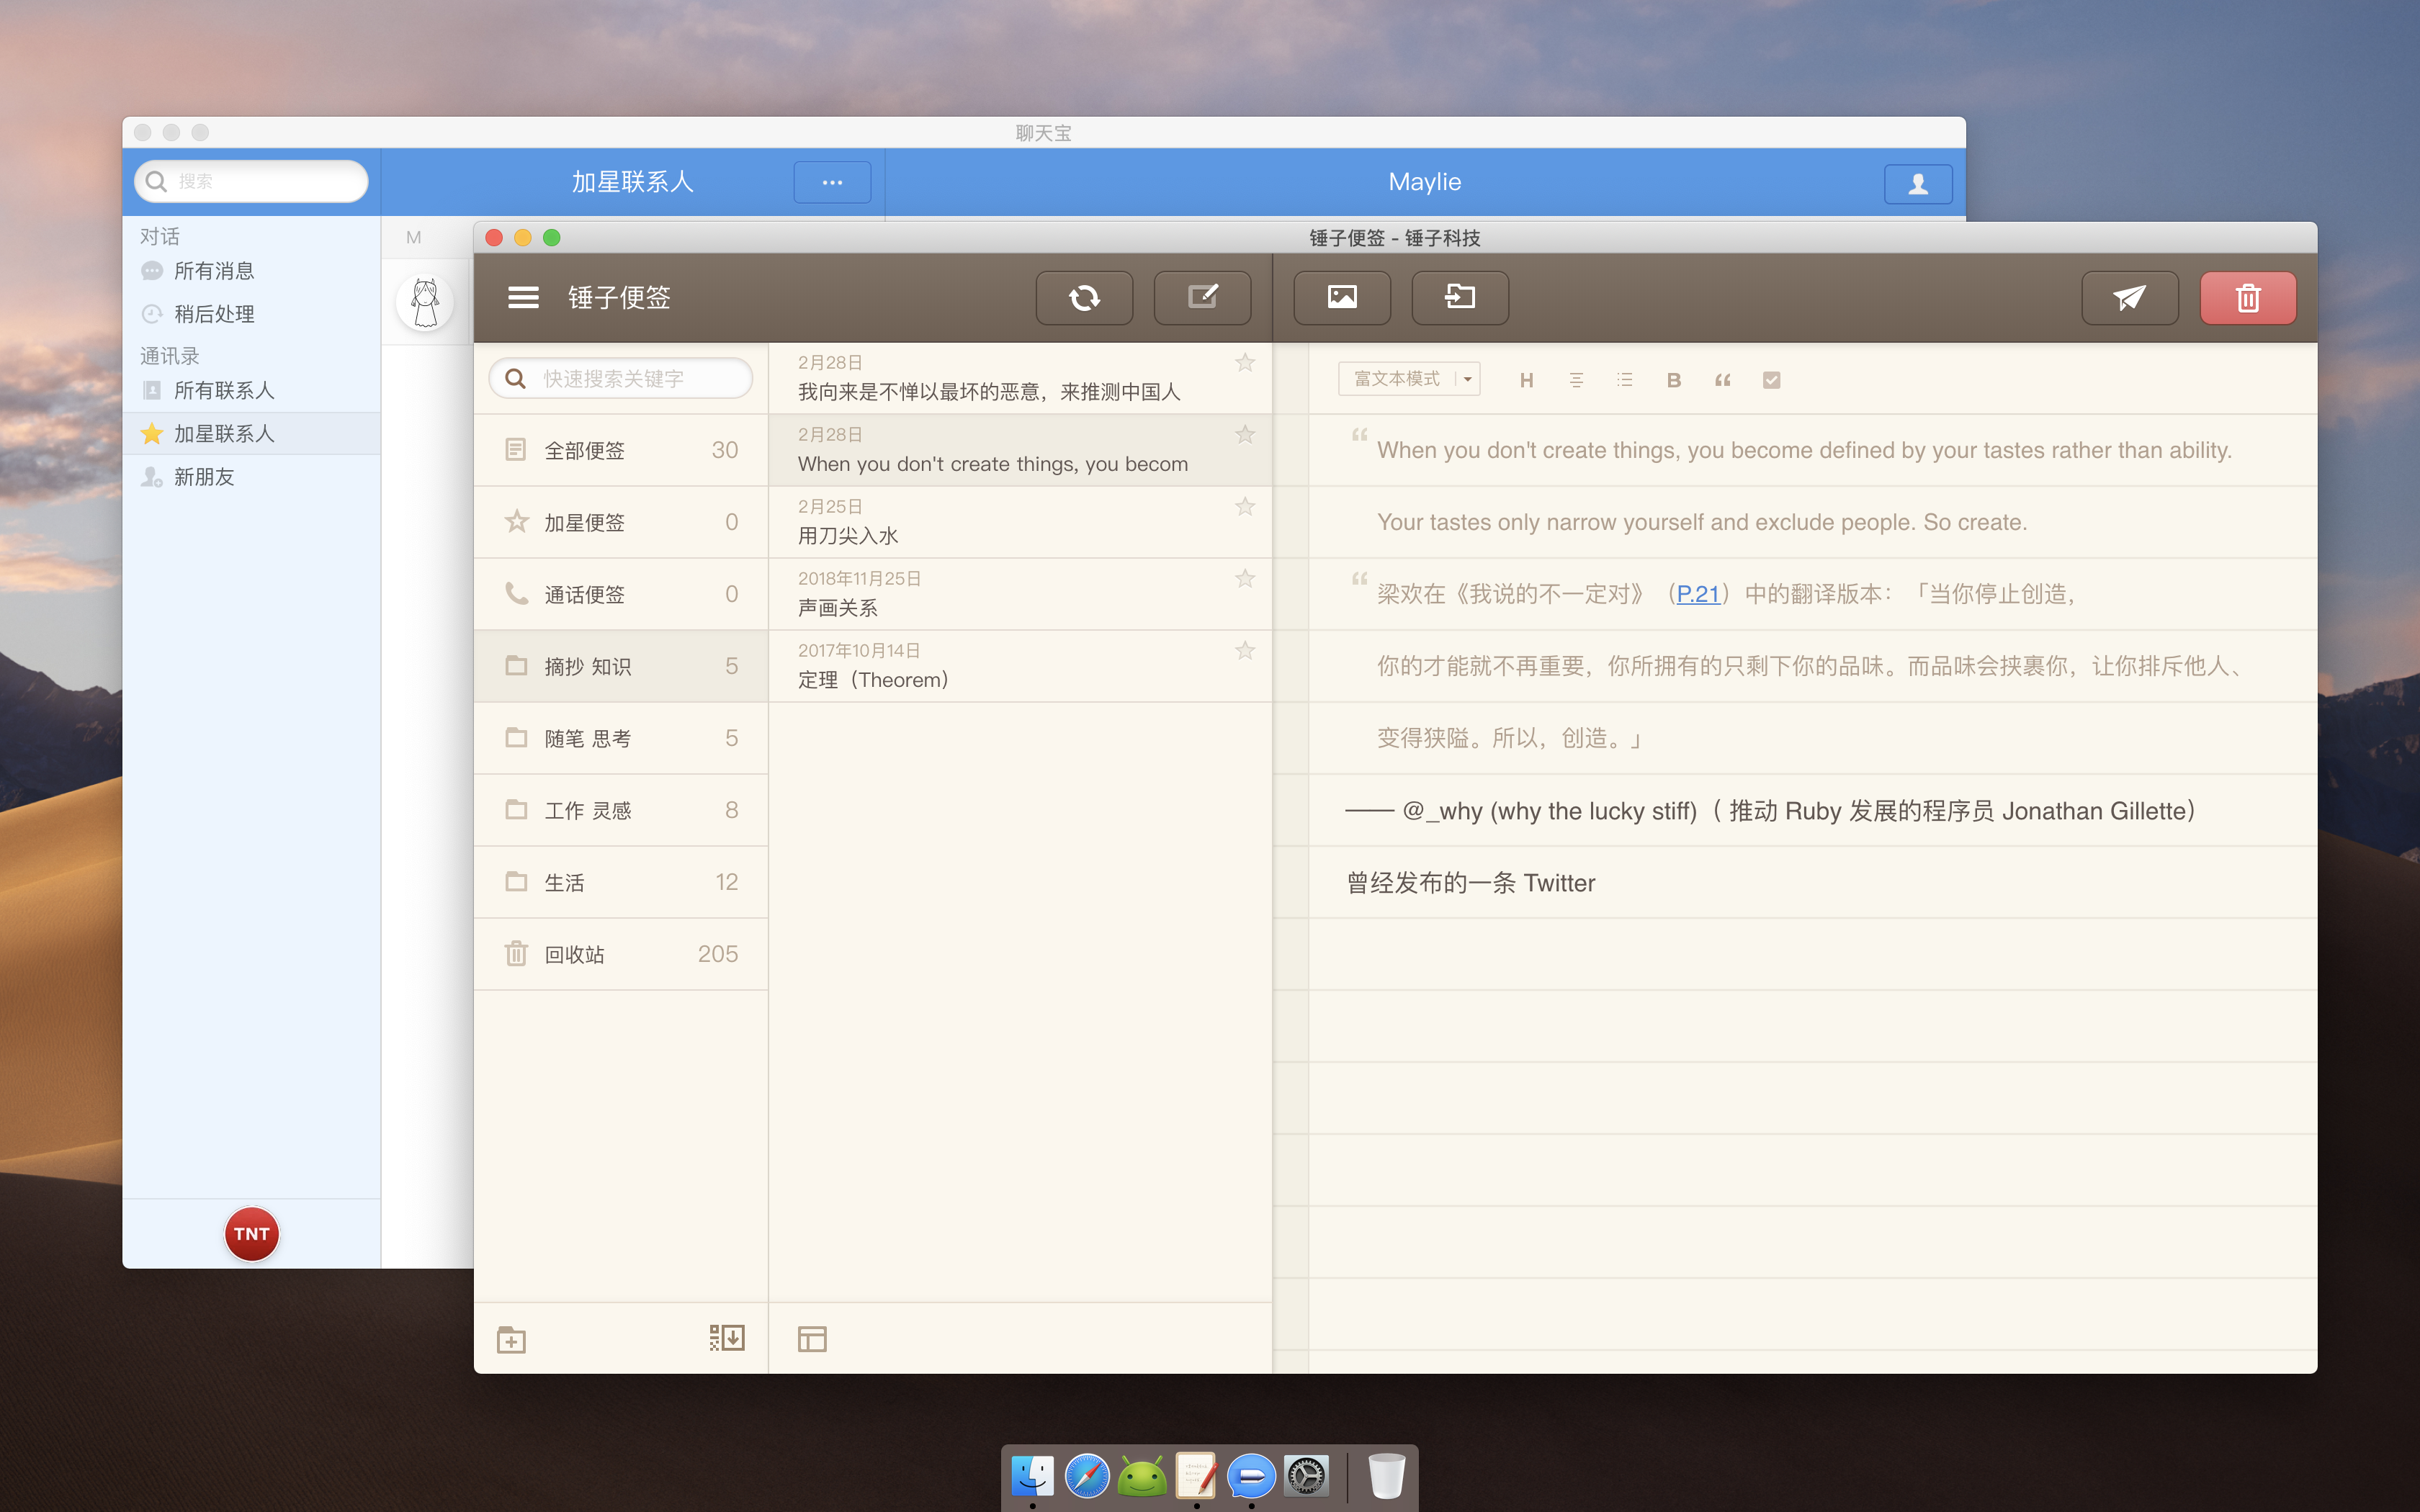 聊天宝
搜索
加星联系人
Maylie
对话
所有消息
稍后处理
通讯录
所有联系人
加星联系人
新朋友
TNT
M
锤子便签 - 锤子科技
锤子便签
快速搜索关键字
全部便签 30
加星便签 0
通话便签 0
摘抄 知识 5
随笔 思考 5
工作 灵感 8
生活 12
回收站 205
2月28日
我向来是不惮以最坏的恶意，来推测中国人
2月28日
When you don't create things, you becom
2月25日
用刀尖入水
2018年11月25日
声画关系
2017年10月14日
定理（Theorem）
富文本模式
H
B
“ When you don't create things, you become defined by your tastes rather than ability.
Your tastes only narrow yourself and exclude people. So create.
“ 梁欢在《我说的不一定对》（P.21）中的翻译版本：「当你停止创造，
你的才能就不再重要，你所拥有的只剩下你的品味。而品味会挟裹你，让你排斥他人、
变得狭隘。所以，创造。」
—— @_why (why the lucky stiff)（ 推动 Ruby 发展的程序员 Jonathan Gillette）
曾经发布的一条 Twitter